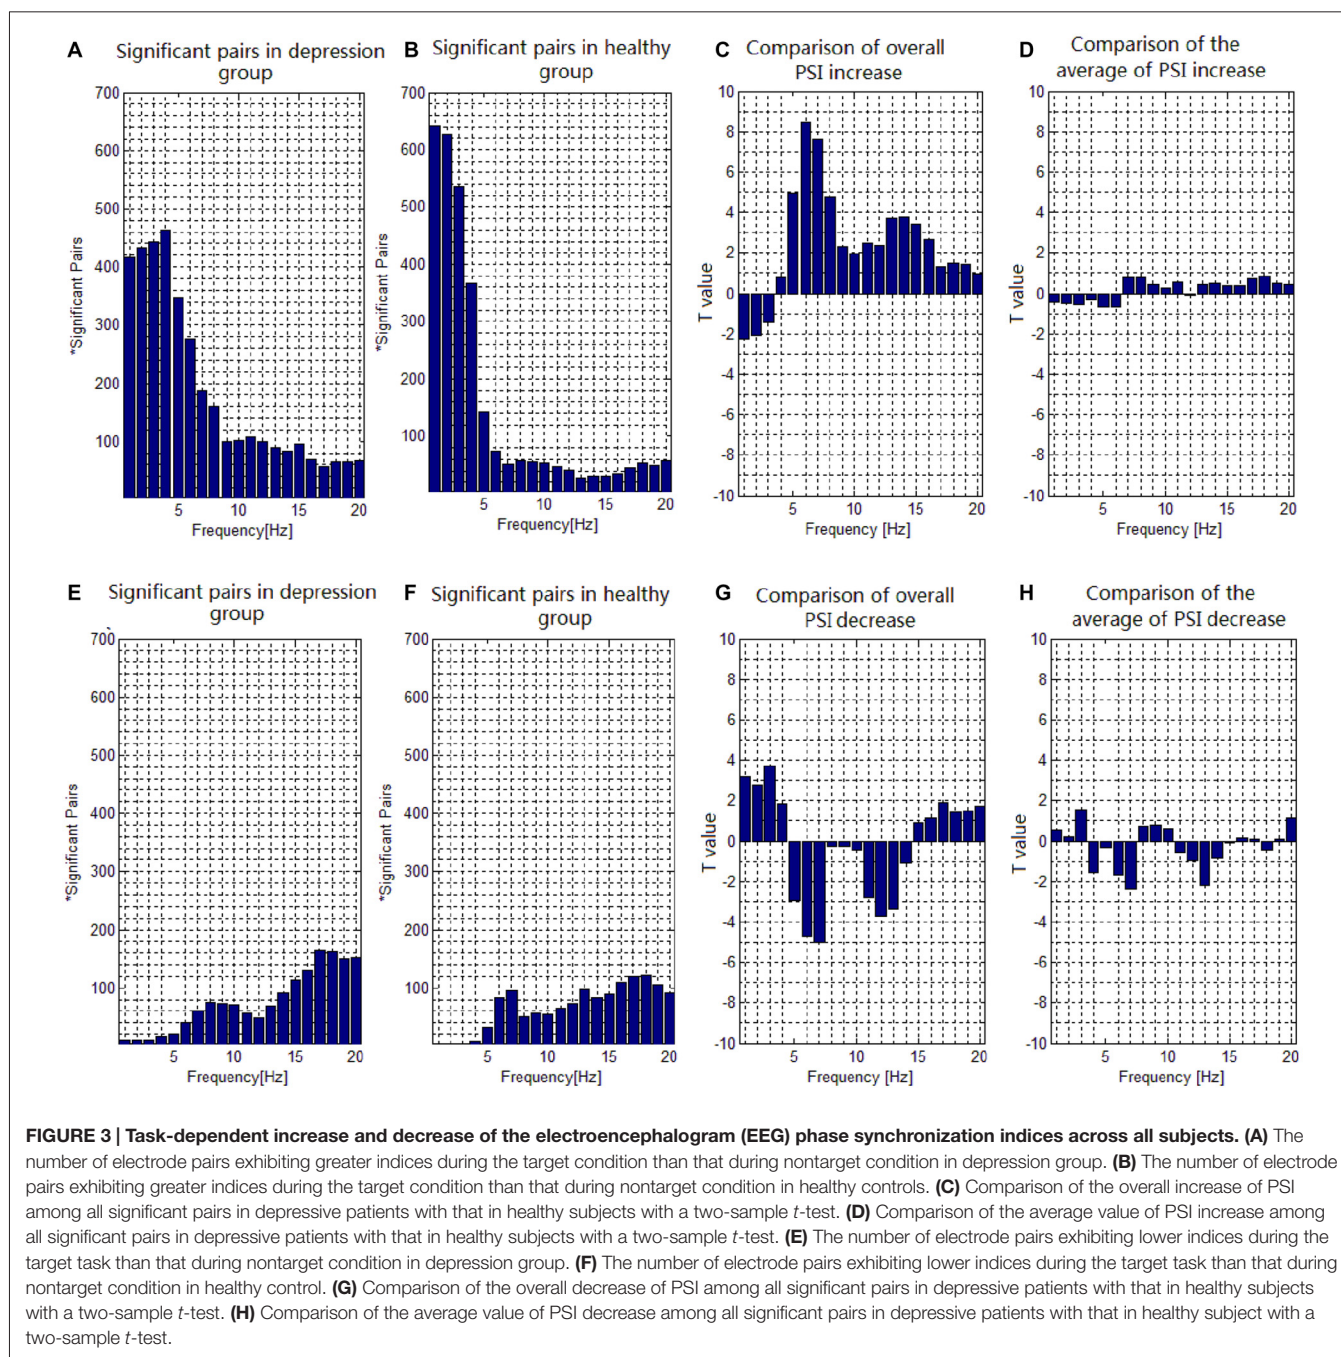 A Significant pairs in depression group
700
600
500
400
300
200
100
*Significant Pairs
5 10 15 20
Frequency[Hz]
B Significant pairs in healthy group
700
600
500
400
300
200
100
*Significant Pairs
5 10 15 20
Frequency[Hz]
C Comparison of overall PSI increase
10
8
6
4
2
0
-2
-4
-6
-8
-10
T value
5 10 15 20
Frequency [Hz]
D Comparison of the average of PSI increase
10
8
6
4
2
0
-2
-4
-6
-8
-10
T value
5 10 15 20
Frequency [Hz]
E Significant pairs in depression group
700
600
500
400
300
200
100
*Significant Pairs
5 10 15 20
Frequency[Hz]
F Significant pairs in healthy group
700
600
500
400
300
200
100
*Significant Pairs
5 10 15 20
Frequency[Hz]
G Comparison of overall PSI decrease
10
8
6
4
2
0
-2
-4
-6
-8
-10
T value
5 10 15 20
Frequency [Hz]
H Comparison of the average of PSI decrease
10
8
6
4
2
0
-2
-4
-6
-8
-10
T value
5 10 15 20
Frequency [Hz]
FIGURE 3 | Task-dependent increase and decrease of the electroencephalogram (EEG) phase synchronization indices across all subjects. (A) The
number of electrode pairs exhibiting greater indices during the target condition than that during nontarget condition in depression group. (B) The number of electrode
pairs exhibiting greater indices during the target condition than that during nontarget condition in healthy controls. (C) Comparison of the overall increase of PSI
among all significant pairs in depressive patients with that in healthy subjects with a two-sample t-test. (D) Comparison of the average value of PSI increase among
all significant pairs in depressive patients with that in healthy subjects with a two-sample t-test. (E) The number of electrode pairs exhibiting lower indices during the
target task than that during nontarget condition in depression group. (F) The number of electrode pairs exhibiting lower indices during the target task than that during
nontarget condition in healthy control. (G) Comparison of the overall decrease of PSI among all significant pairs in depressive patients with that in healthy subjects
with a two-sample t-test. (H) Comparison of the average value of PSI decrease among all significant pairs in depressive patients with that in healthy subject with a
two-sample t-test.